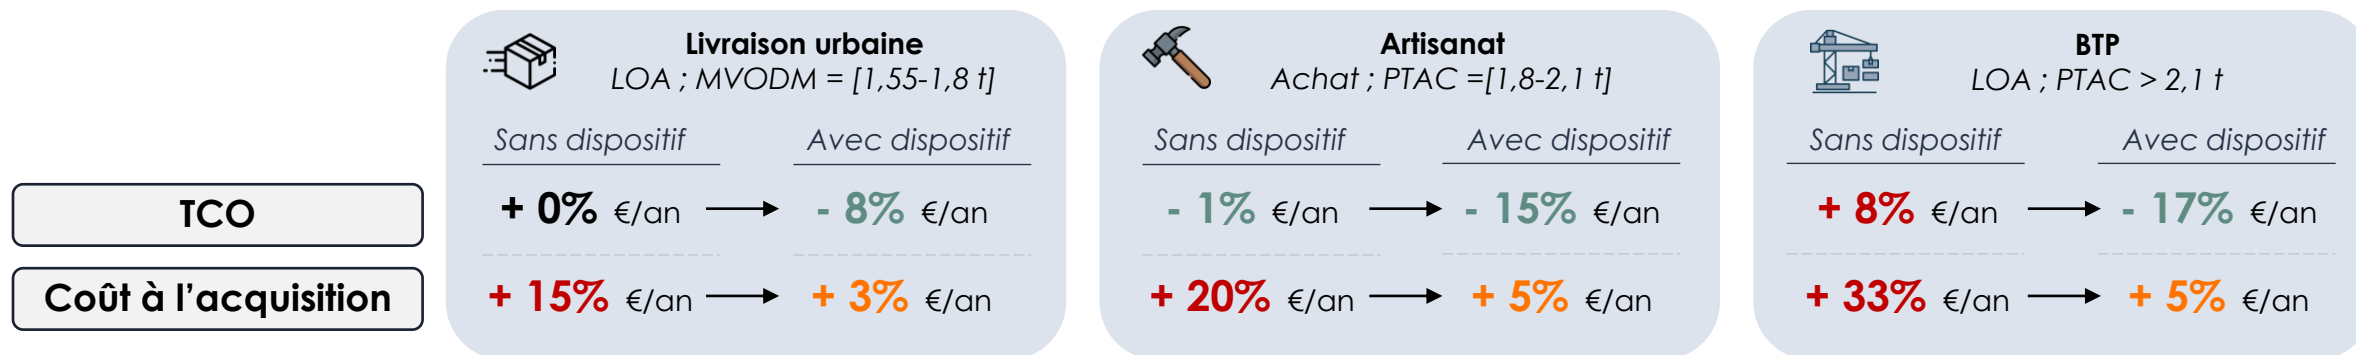 Livraison urbaine
LOA ; MVODM = [1,55-1,8 t]
Artisanat
Achat ; PTAC =[1,8-2,1 t]
BTP
LOA ; PTAC > 2,1 t
Sans dispositif
Avec dispositif
Sans dispositif
Avec dispositif
Sans dispositif
Avec dispositif
TCO
+ 0% €/an
- 8% €/an
- 1% €/an
- 15% €/an
+ 8% €/an
- 17% €/an
Coût à l’acquisition
+ 15% €/an
+ 3% €/an
+ 20% €/an
+ 5% €/an
+ 33% €/an
+ 5% €/an